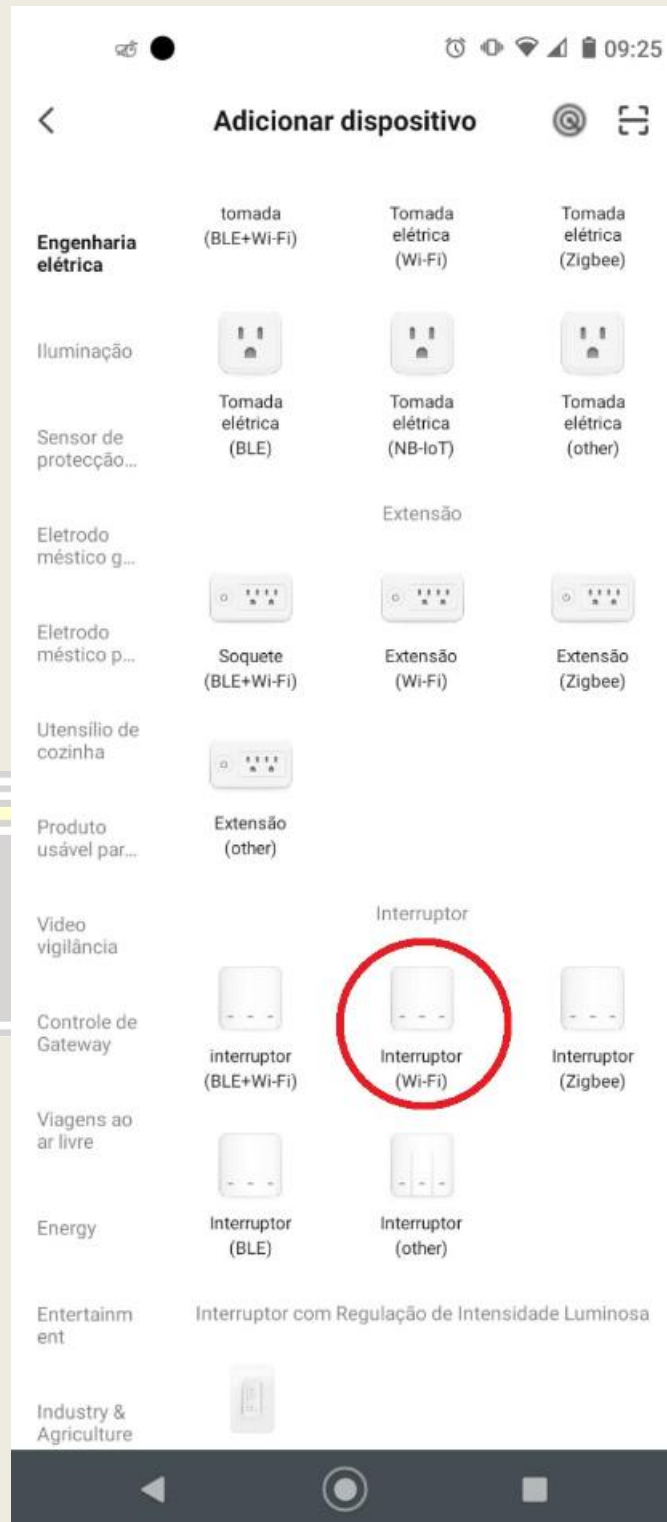 09:25
Adicionar dispositivo
Engenharia
elétrica
Iluminação
Sensor de
protecção...
Eletrodo
méstico g...
Eletrodo
méstico p...
Utensílio de
cozinha
Produto
usável par...
Video
vigilância
Controle de
Gateway
Viagens ao
ar livre
Energy
Entertainm
ent
Industry &
Agriculture
tomada
(BLE+Wi-Fi)
Tomada
elétrica
(Wi-Fi)
Tomada
elétrica
(Zigbee)
Tomada
elétrica
(BLE)
Tomada
elétrica
(NB-IoT)
Tomada
elétrica
(other)
Extensão
Soquete
(BLE+Wi-Fi)
Extensão
(Wi-Fi)
Extensão
(Zigbee)
Extensão
(other)
Interruptor
interruptor
(BLE+Wi-Fi)
Interruptor
(Wi-Fi)
Interruptor
(Zigbee)
Interruptor
(BLE)
Interruptor
(other)
Interruptor com Regulação de Intensidade Luminosa